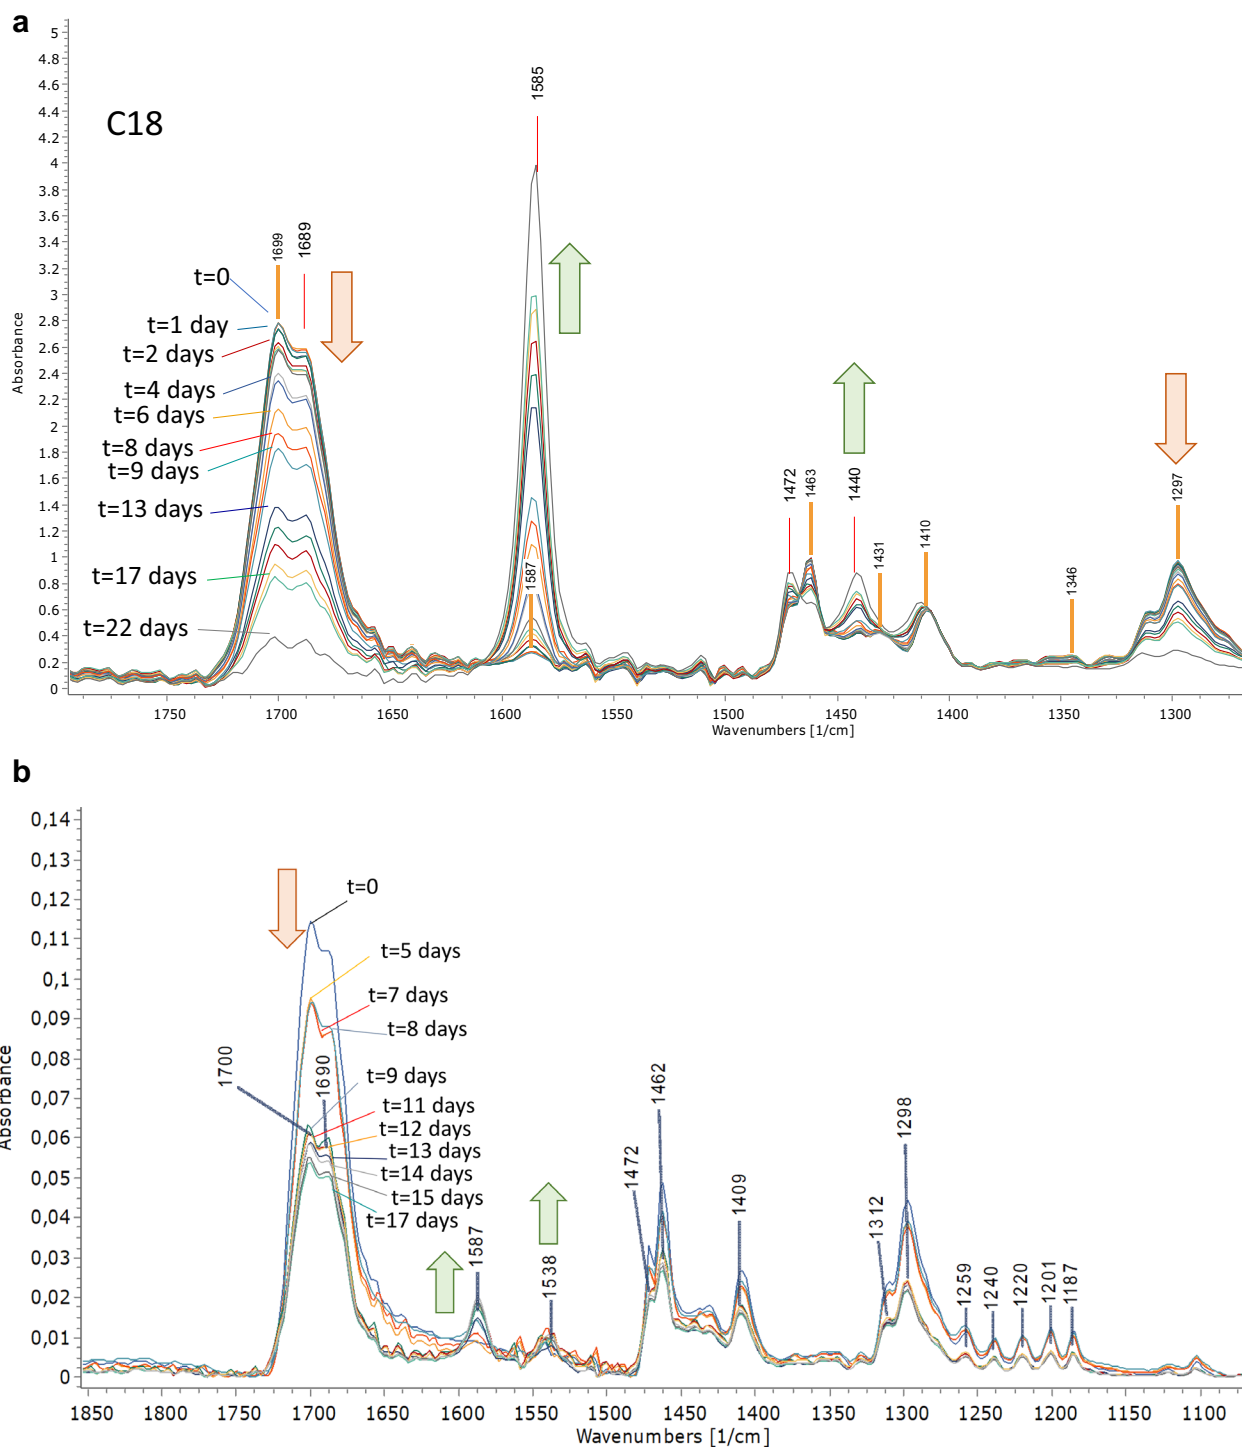 a
5
4.8
4.6
4.4
4.2
4
3.8
3.6
3.4
3.2
3
2.8
2.6
2.4
2.2
2
1.8
1.6
1.4
1.2
1
0.8
0.6
0.4
0.2
0
Absorbance
C18
1699
1689
1585
1587
1472
1463
1440
1431
1410
1346
1297
t=0
t=1 day
t=2 days
t=4 days
t=6 days
t=8 days
t=9 days
t=13 days
t=17 days
t=22 days
1750 1700 1650 1600 1550 1500 1450 1400 1350 1300
Wavenumbers [1/cm]
b
0,14
0,13
0,12
0,11
0,1
0,09
0,08
0,07
0,06
0,05
0,04
0,03
0,02
0,01
0
Absorbance
t=0
t=5 days
t=7 days
t=8 days
t=9 days
t=11 days
t=12 days
t=13 days
t=14 days
t=15 days
t=17 days
1700
1690
1587
1538
1472
1462
1409
1312
1298
1259
1240
1220
1201
1187
1850 1800 1750 1700 1650 1600 1550 1500 1450 1400 1350 1300 1250 1200 1150 1100
Wavenumbers [1/cm]